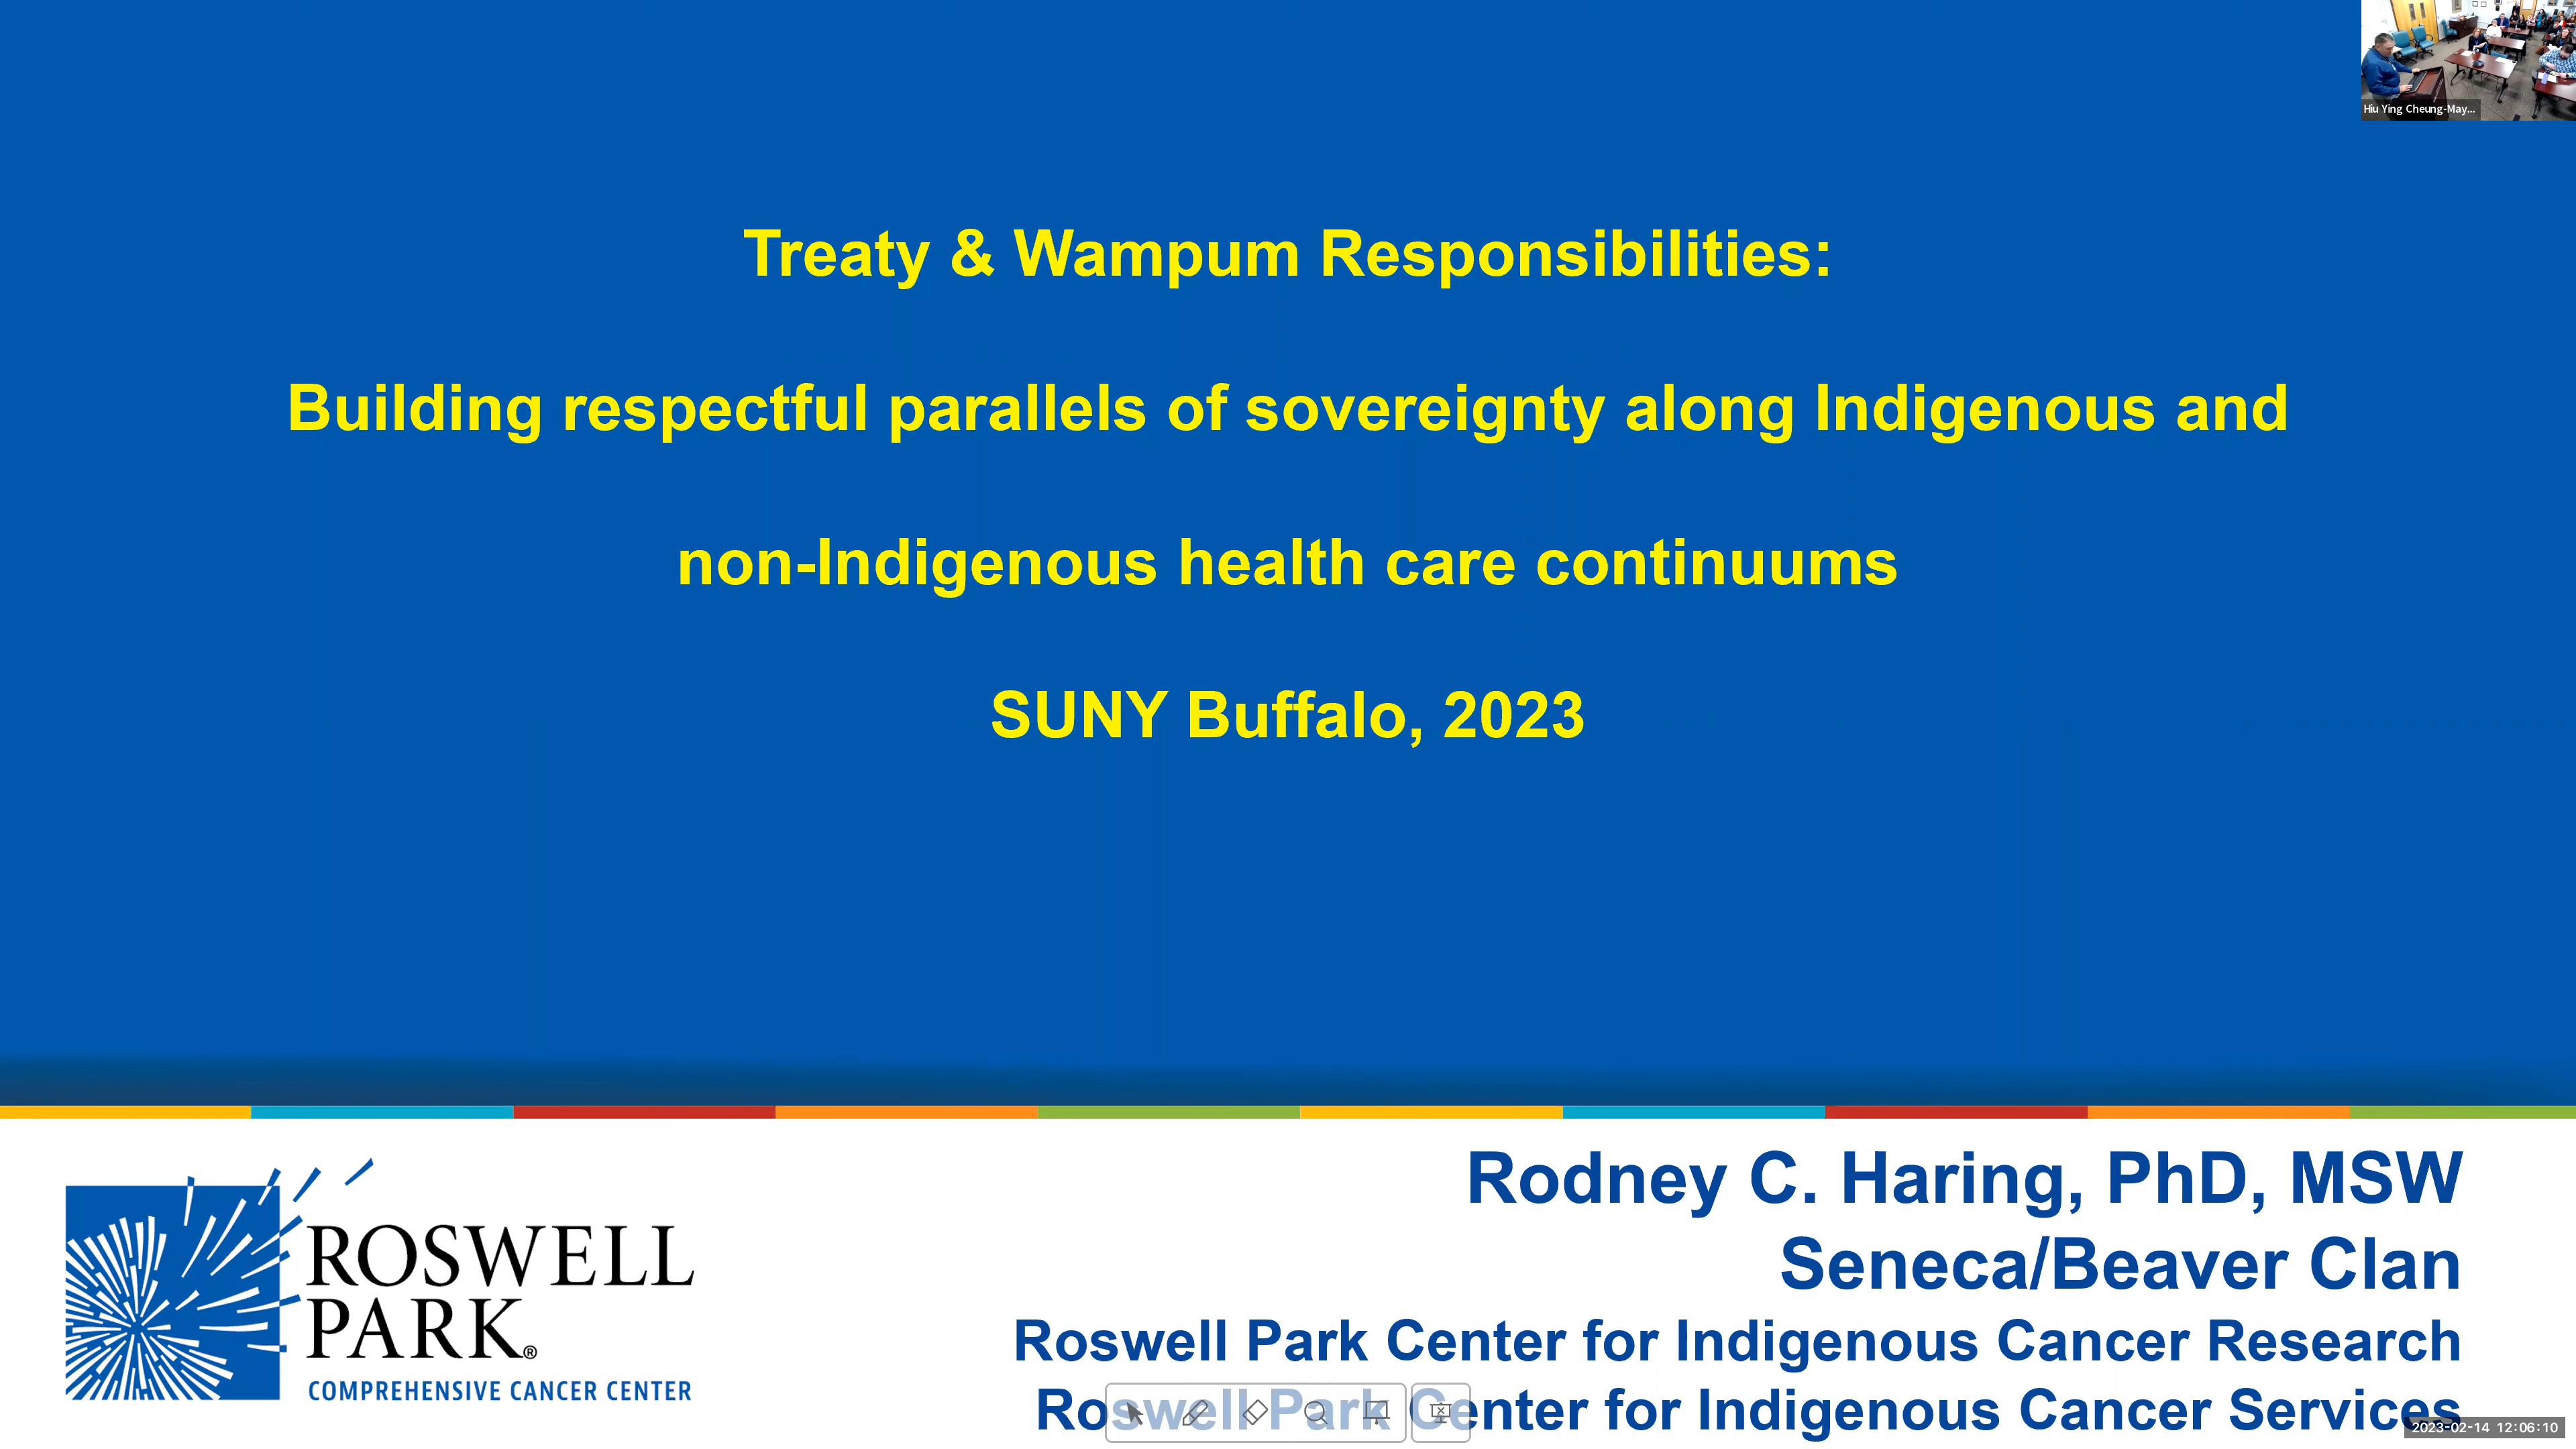 Hiu Ying Cheung-May...
Treaty & Wampum Responsibilities:
Building respectful parallels of sovereignty along Indigenous and
non-Indigenous health care continuums
SUNY Buffalo, 2023
ROSWELL
PARK®
COMPREHENSIVE CANCER CENTER
Rodney C. Haring, PhD, MSW
Seneca/Beaver Clan
Roswell Park Center for Indigenous Cancer Research
Roswell Park Center for Indigenous Cancer Services
2023-02-14 12:06:10